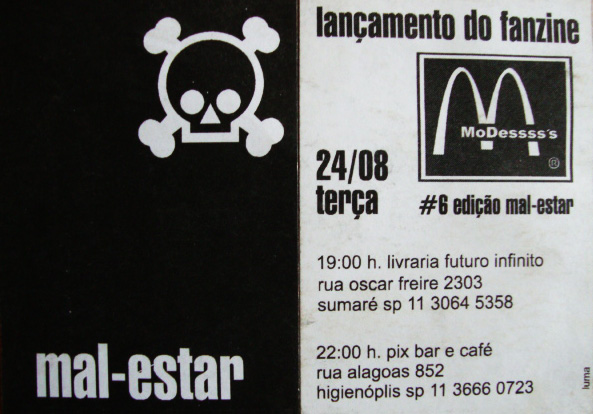 mal-estar
lançamento do fanzine
MoDessss's
®
24/08
terça
#6 edição mal-estar
19:00 h. livraria futuro infinito
rua oscar freire 2303
sumaré sp 11 3064 5358
22:00 h. pix bar e café
rua alagoas 852
higienóplis sp 11 3666 0723
luma